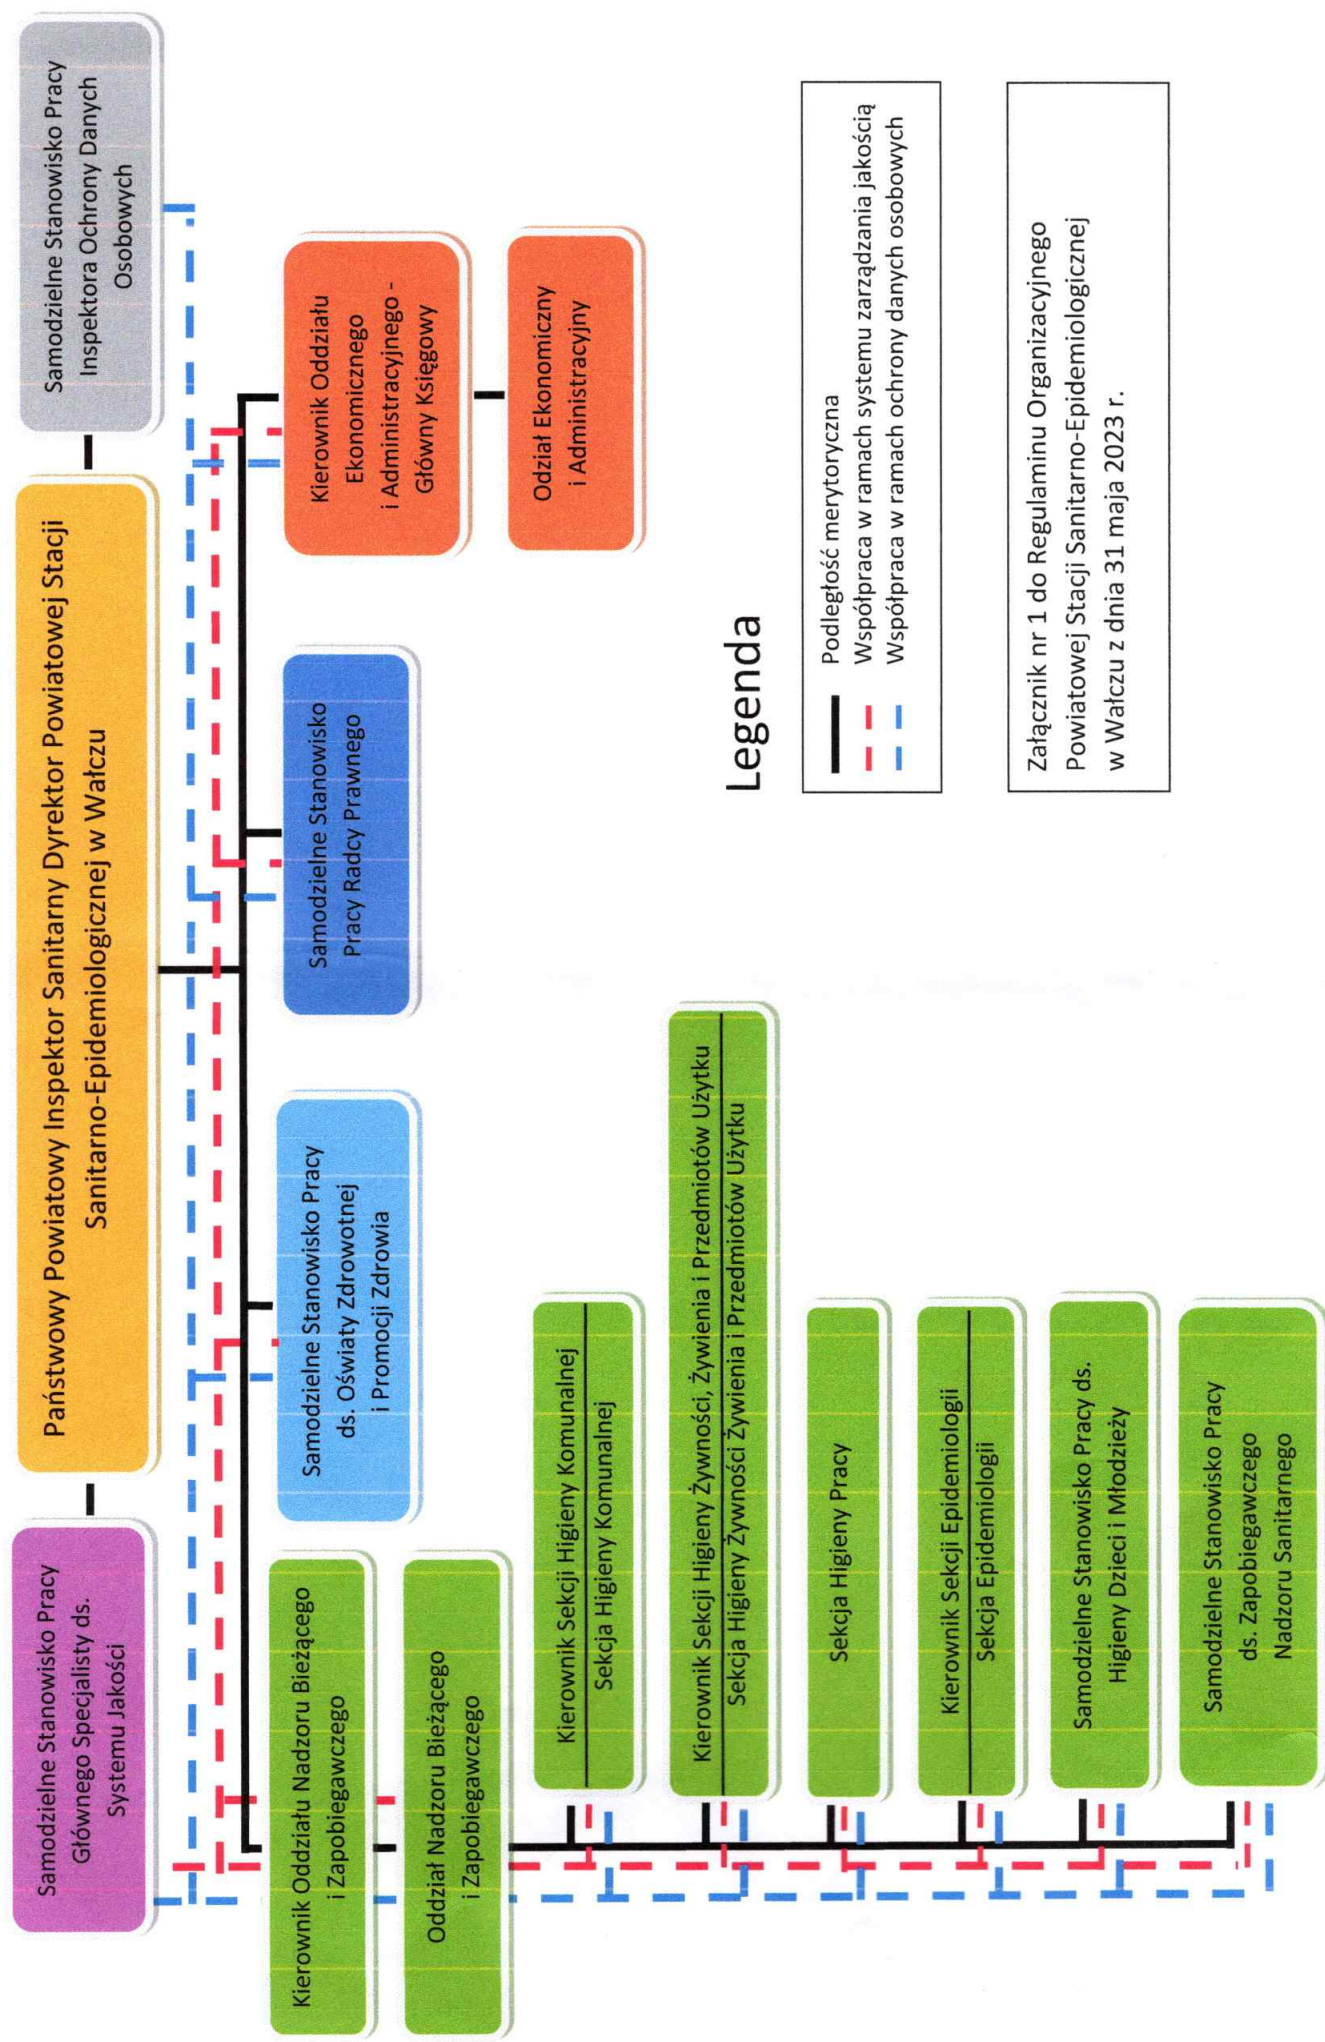 Samodzielne Stanowisko Pracy
Głównego Specjalisty ds.
Systemu Jakości
Państwowy Powiatowy Inspektor Sanitarny Dyrektor Powiatowej Stacji
Sanitarno-Epidemiologicznej w Wałczu
Samodzielne Stanowisko Pracy
Inspektora Ochrony Danych
Osobowych
Kierownik Oddziału Nadzoru Bieżącego
i Zapobiegawczego
Oddział Nadzoru Bieżącego
i Zapobiegawczego
Samodzielne Stanowisko Pracy
ds. Oświaty Zdrowotnej
i Promocji Zdrowia
Samodzielne Stanowisko
Pracy Radcy Prawnego
Kierownik Oddziału
Ekonomicznego
i Administracyjnego -
Główny Księgowy
Odział Ekonomiczny
i Administracyjny
Kierownik Sekcji Higieny Komunalnej
Sekcja Higieny Komunalnej
Kierownik Sekcji Higieny Żywności, Żywienia i Przedmiotów Użytku
Sekcja Higieny Żywności Żywienia i Przedmiotów Użytku
Sekcja Higieny Pracy
Kierownik Sekcji Epidemiologii
Sekcja Epidemiologii
Samodzielne Stanowisko Pracy ds.
Higieny Dzieci i Młodzieży
Samodzielne Stanowisko Pracy
ds. Zapobiegawczego
Nadzoru Sanitarnego
Legenda
Podległość merytoryczna
Współpraca w ramach systemu zarządzania jakością
Współpraca w ramach ochrony danych osobowych
Załącznik nr 1 do Regulaminu Organizacyjnego
Powiatowej Stacji Sanitarno-Epidemiologicznej
w Wałczu z dnia 31 maja 2023 r.